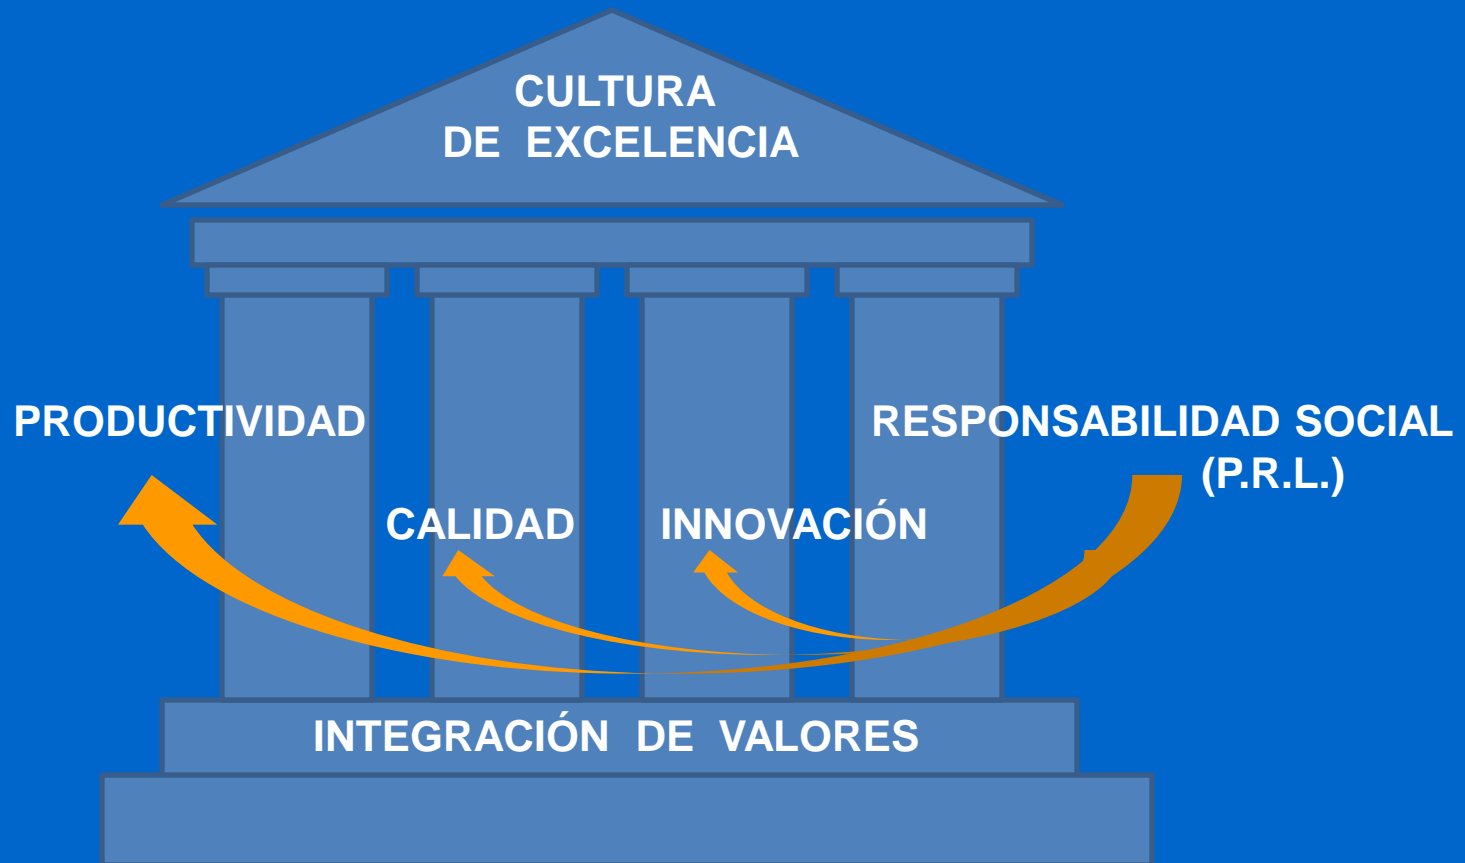 CULTURA
DE EXCELENCIA
PRODUCTIVIDAD
RESPONSABILIDAD SOCIAL
(P.R.L.)
CALIDAD
INNOVACIÓN
INTEGRACIÓN DE VALORES